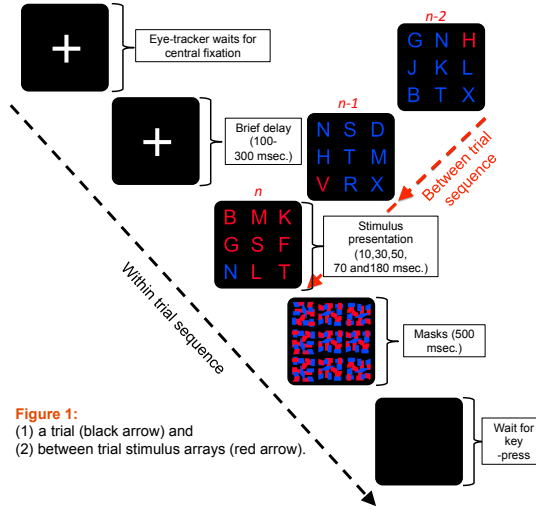 Eye-tracker waits for
central fixation
n-2
G N H
J K L
B T X
Brief delay
(100-
300 msec.)
n-1
N S D
H T M
V R X
Between trial
sequence
n
B M K
G S F
N L T
Stimulus
presentation
(10,30,50,
70 and180 msec.)
Within trial sequence
Masks (500
msec.)
Wait for
key
-press
Figure 1:
(1) a trial (black arrow) and
(2) between trial stimulus arrays (red arrow).